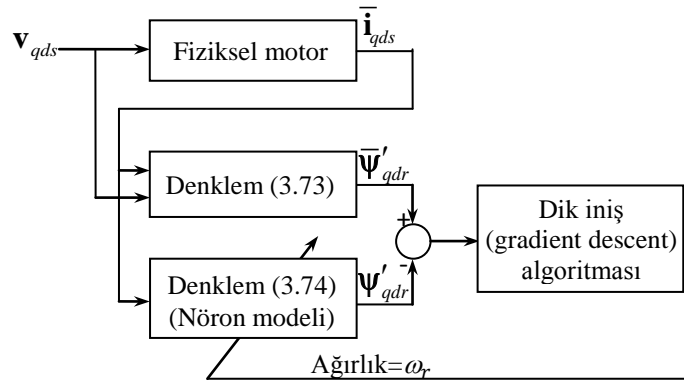 v_qds
Fiziksel motor
i̅_qds
Denklem (3.73)
ψ̅'_qdr
+
-
Dik iniş
(gradient descent)
algoritması
Denklem (3.74)
(Nöron modeli)
ψ'_qdr
Ağırlık=ω_r